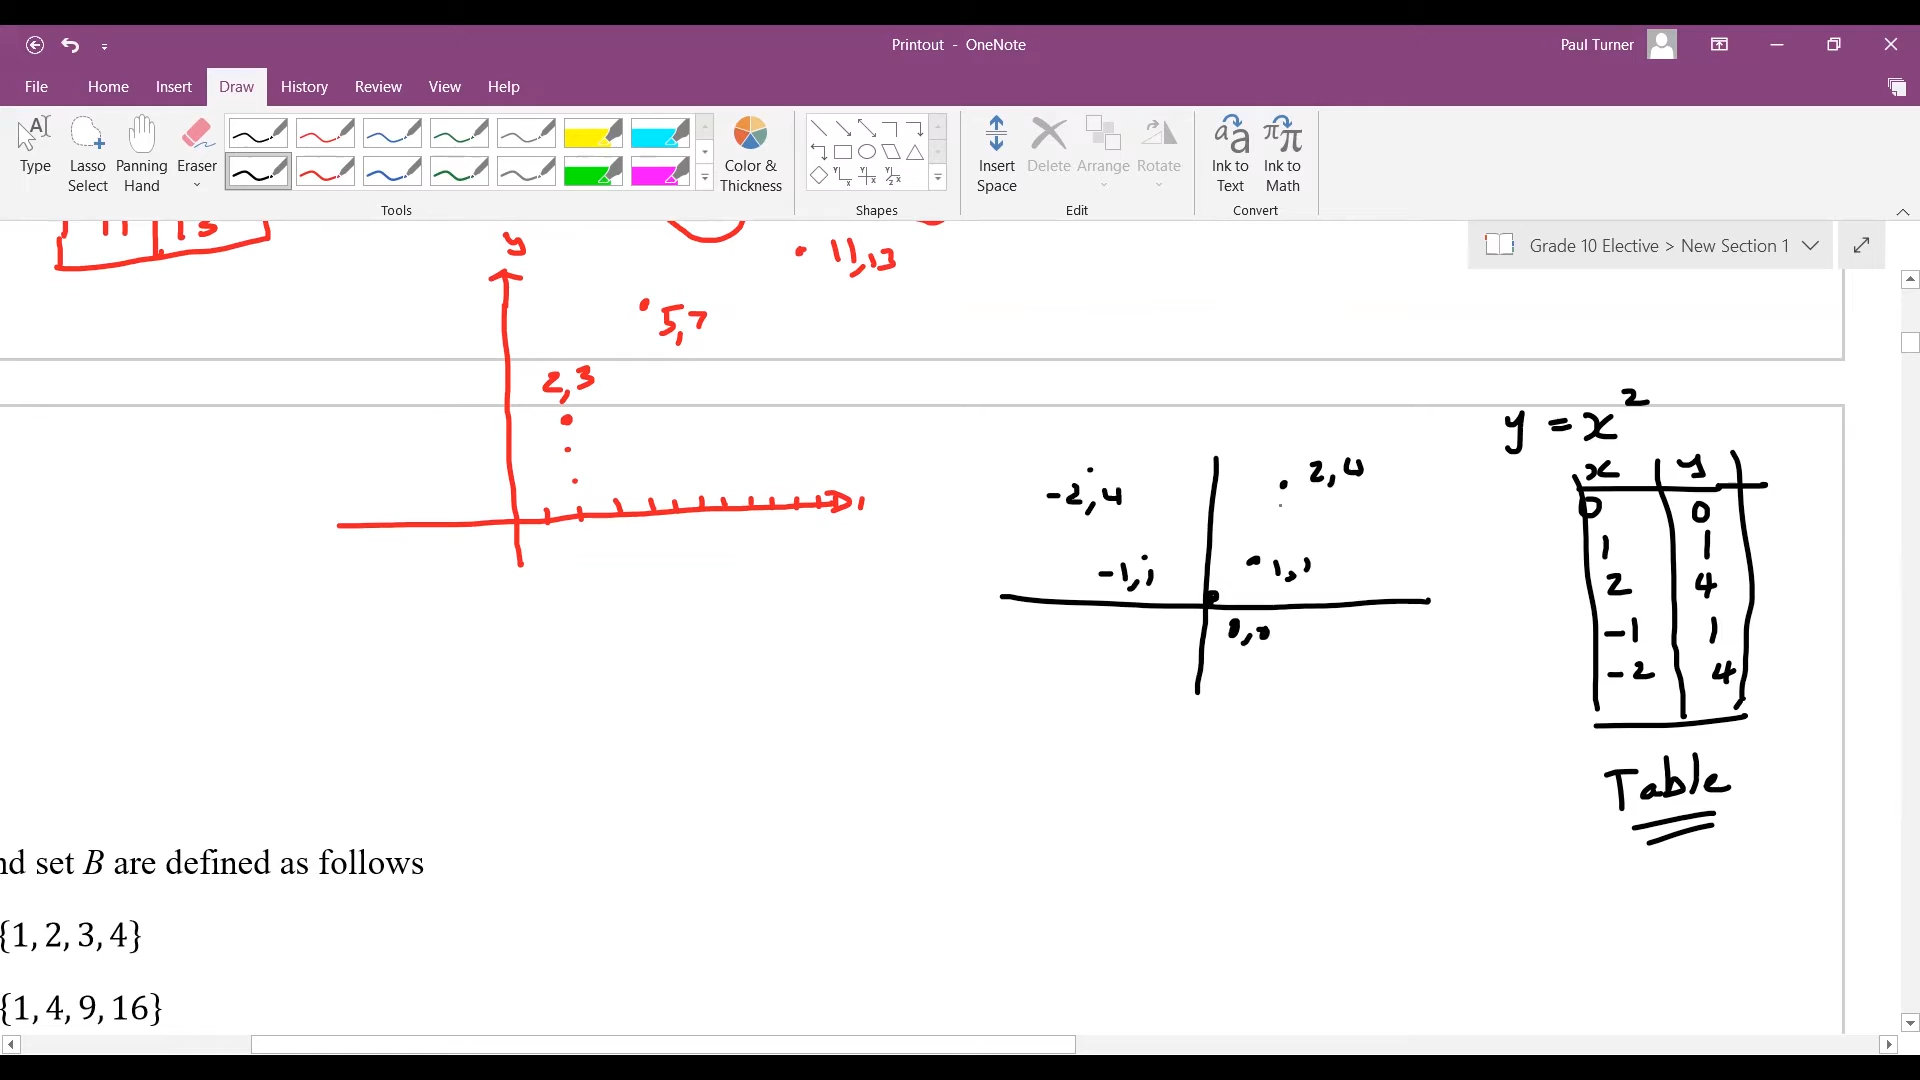 Printout - OneNote
Paul Turner
File Home Insert Draw History Review View Help
Type
Lasso Select
Panning Hand
Eraser
Color & Thickness
Insert Space
Delete
Arrange
Rotate
Ink to Text
Ink to Math
Tools
Shapes
Edit
Convert
Grade 10 Elective > New Section 1
y
11,13
5,7
2,3
y = x²
x y
0 0
1 1
2 4
-1 1
-2 4
Table
-2,4
2,4
-1,1
1,1
0,0
nd set B are defined as follows
{1, 2, 3, 4}
{1, 4, 9, 16}